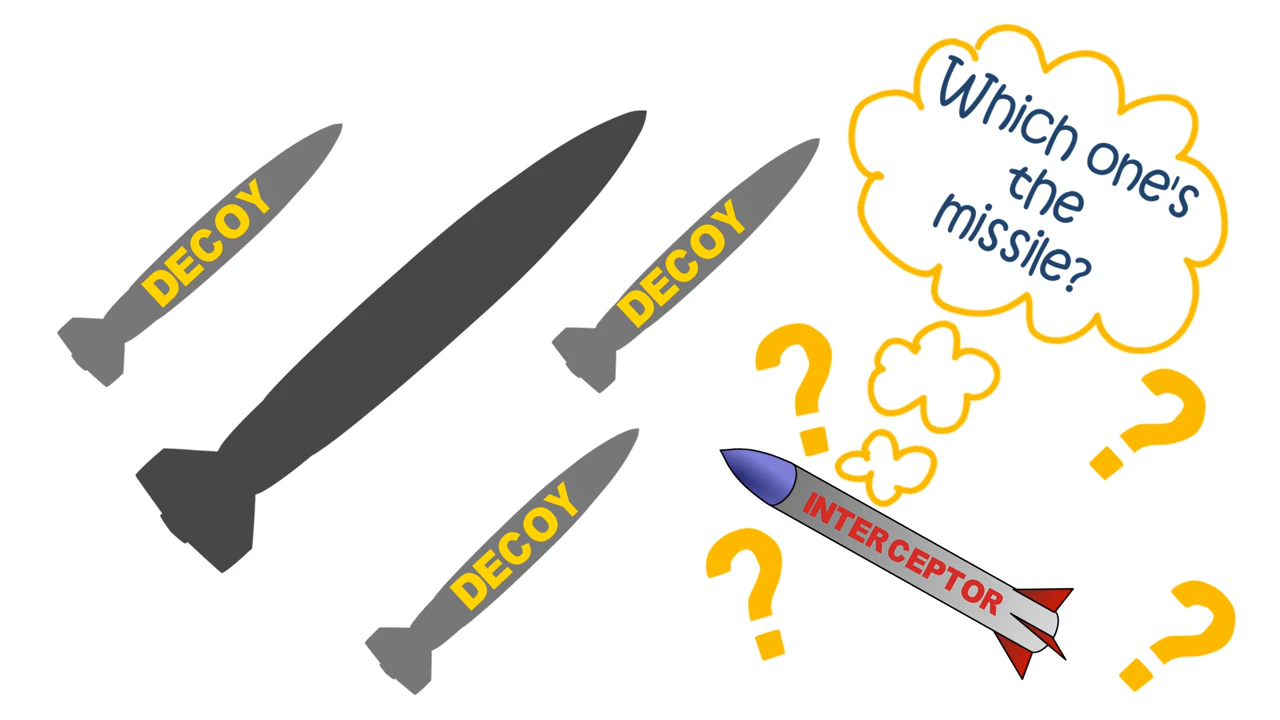 DECOY
DECOY
DECOY
Which one's
the
missile?
INTERCEPTOR
? ? ? ?